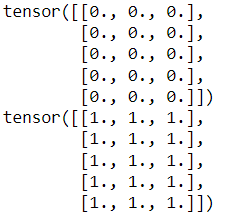 tensor([[0., 0., 0.],
        [0., 0., 0.],
        [0., 0., 0.],
        [0., 0., 0.],
        [0., 0., 0.]])
tensor([[1., 1., 1.],
        [1., 1., 1.],
        [1., 1., 1.],
        [1., 1., 1.],
        [1., 1., 1.]])